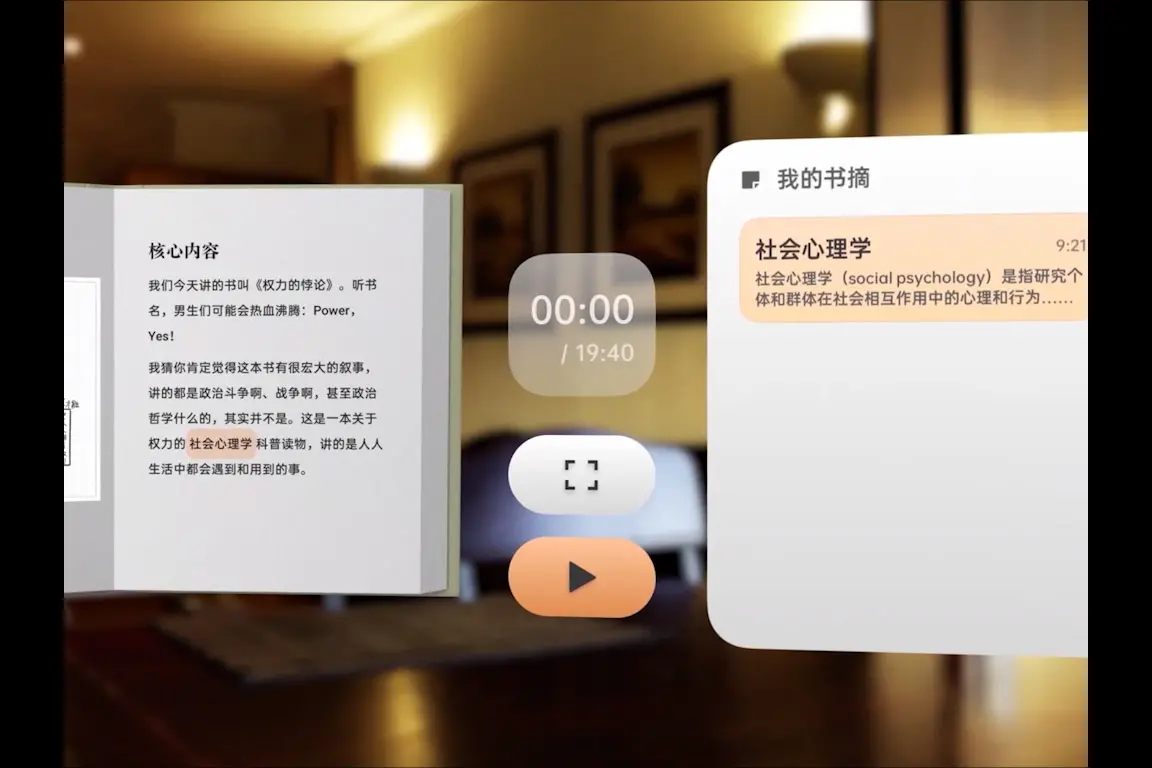 核心内容
我们今天讲的书叫《权力的悖论》。听书
名，男生们可能会热血沸腾：Power，
Yes！
我猜你肯定觉得这本书有很宏大的叙事，
讲的都是政治斗争啊、战争啊，甚至政治
哲学什么的，其实并不是。这是一本关于
权力的社会心理学科普读物，讲的是人人
生活中都会遇到和用到的事。
00:00
/ 19:40
我的书摘
社会心理学
9:21
社会心理学（social psychology）是指研究个
体和群体在社会相互作用中的心理和行为……